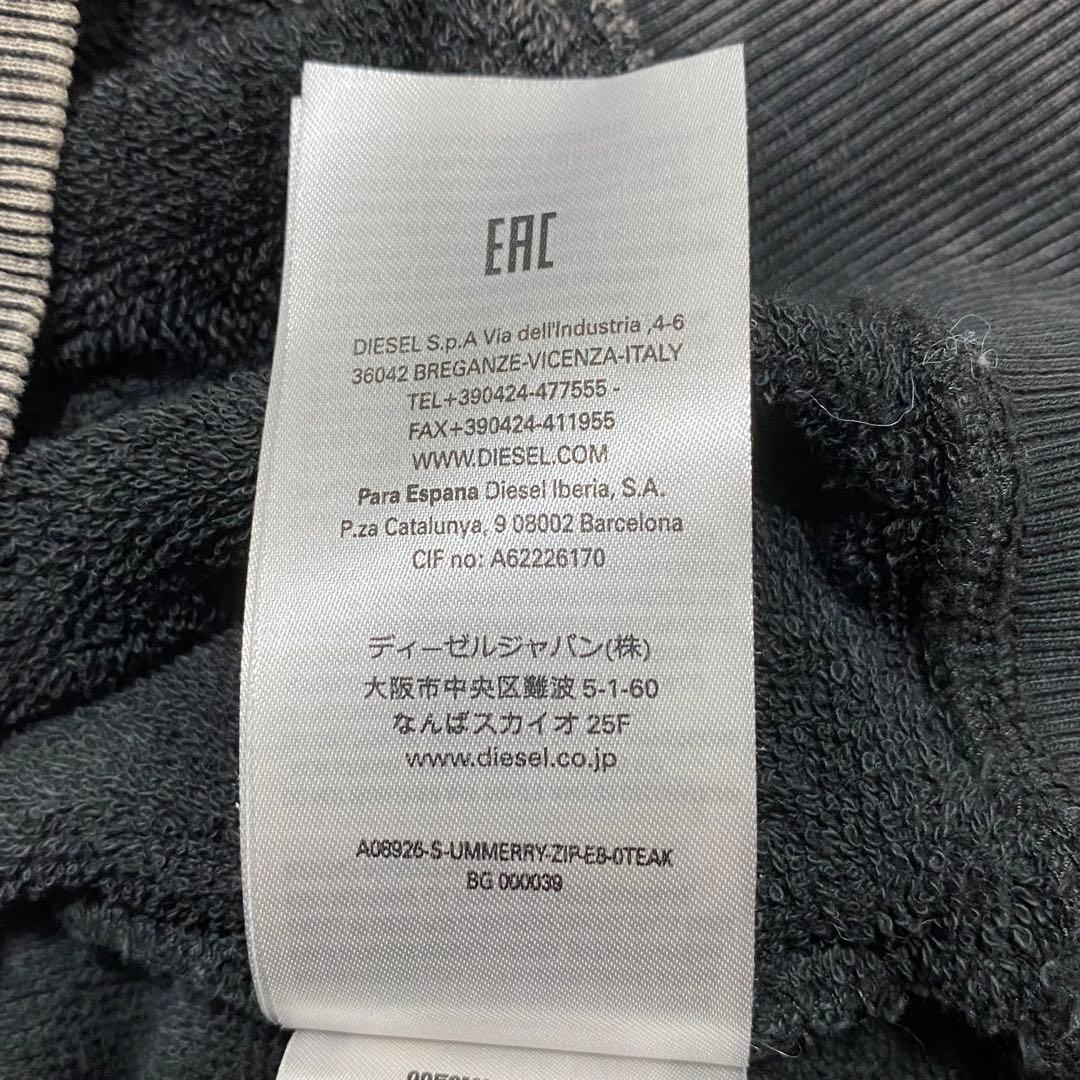 EAC
DIESEL S.p.A Via dell'Industria ,4-6
36042 BREGANZE-VICENZA-ITALY
TEL+390424-477555 -
FAX+390424-411955
WWW.DIESEL.COM
Para Espana Diesel Iberia, S.A.
P.za Catalunya, 9 08002 Barcelona
CIF no: A62226170
ディーゼルジャパン(株)
大阪市中央区難波 5-1-60
なんばスカイオ 25F
www.diesel.co.jp
A08926-S-UMMERRY-ZIP-E8-0TEAK
BG 000039